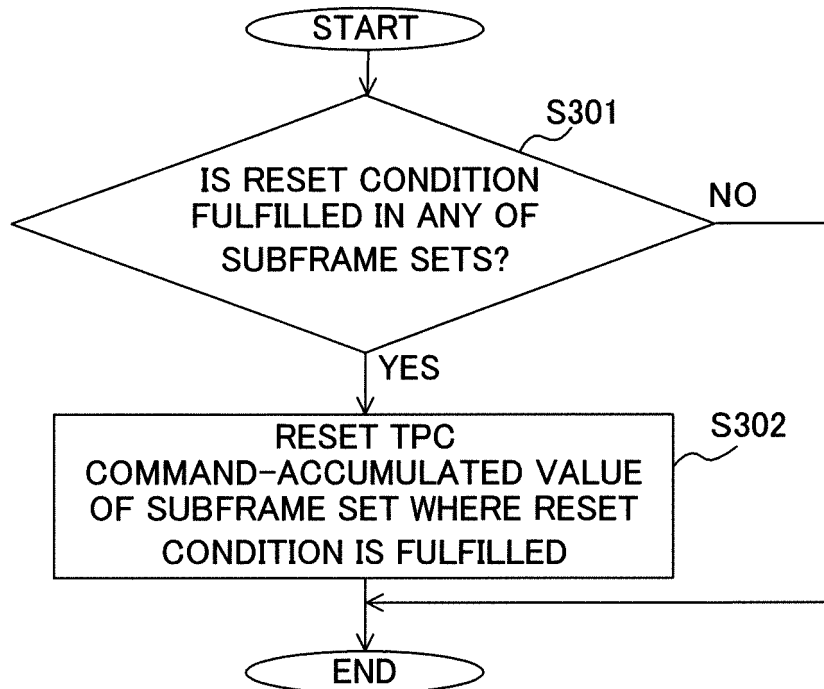 START
S301
IS RESET CONDITION
FULFILLED IN ANY OF
SUBFRAME SETS?
NO
YES
S302
RESET TPC
COMMAND-ACCUMULATED VALUE
OF SUBFRAME SET WHERE RESET
CONDITION IS FULFILLED
END